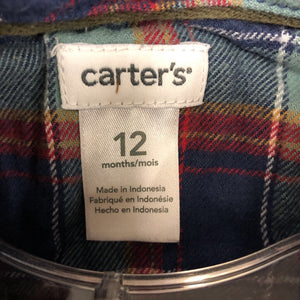 carter's®
12
months/mois
Made in Indonesia
Fabriqué en Indonésie
Hecho en Indonesia